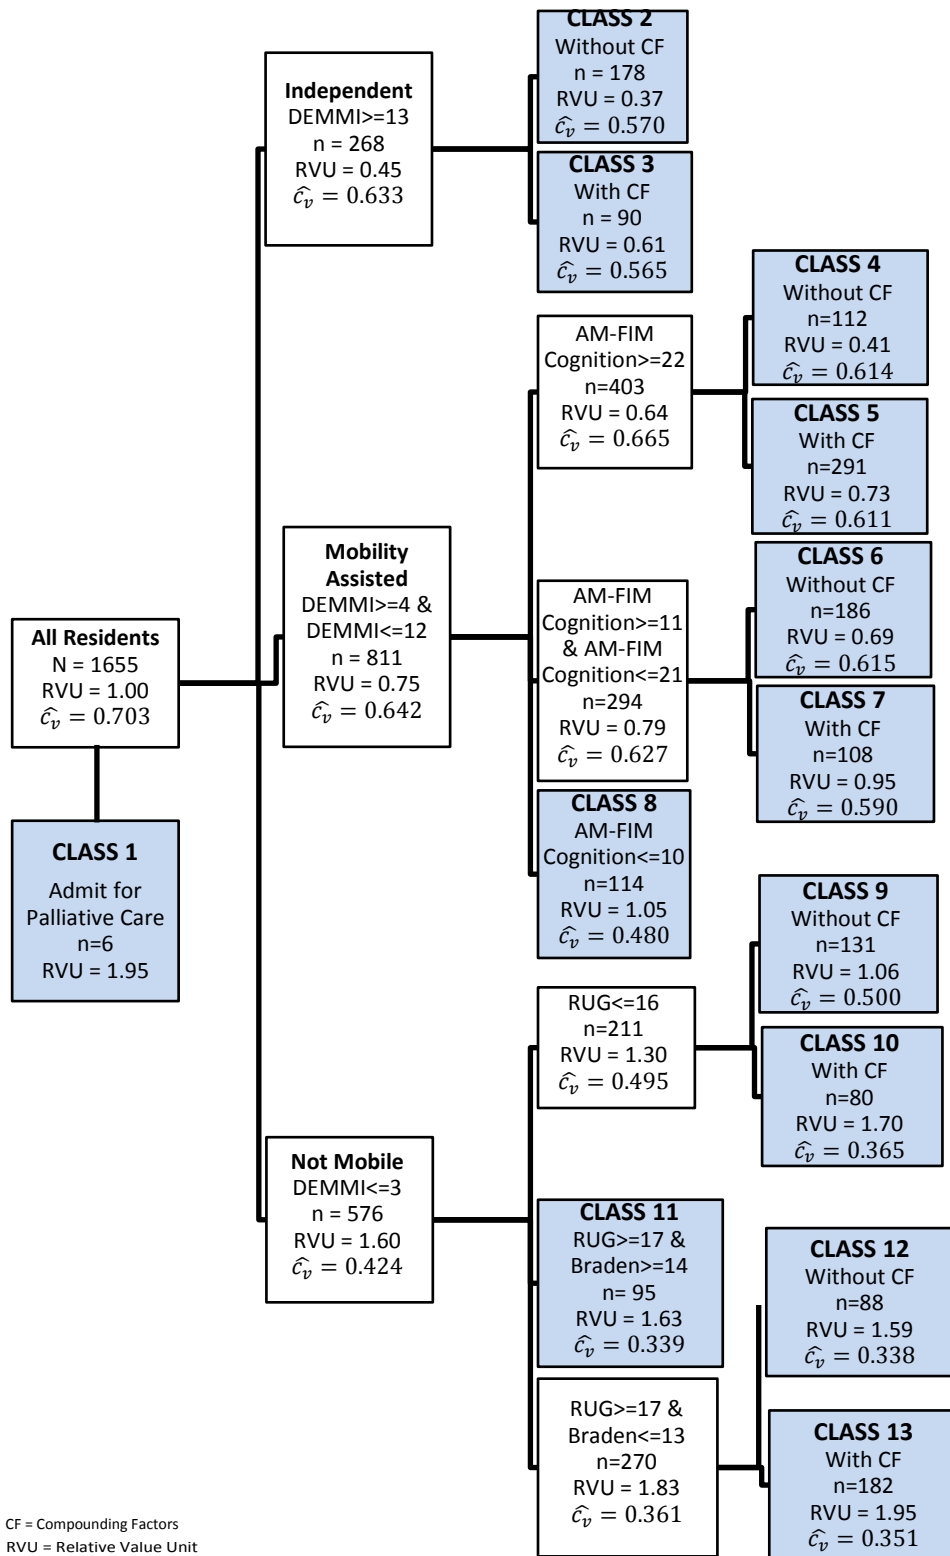 CLASS 2
Without CF
n = 178
RVU = 0.37
ĉᵥ = 0.570
Independent
DEMMI>=13
n = 268
RVU = 0.45
ĉᵥ = 0.633
CLASS 3
With CF
n = 90
RVU = 0.61
ĉᵥ = 0.565
CLASS 4
Without CF
n=112
RVU = 0.41
ĉᵥ = 0.614
AM-FIM
Cognition>=22
n=403
RVU = 0.64
ĉᵥ = 0.665
CLASS 5
With CF
n=291
RVU = 0.73
ĉᵥ = 0.611
Mobility
Assisted
DEMMI>=4 &
DEMMI<=12
n = 811
RVU = 0.75
ĉᵥ = 0.642
CLASS 6
Without CF
n=186
RVU = 0.69
ĉᵥ = 0.615
AM-FIM
Cognition>=11
& AM-FIM
Cognition<=21
n=294
RVU = 0.79
ĉᵥ = 0.627
All Residents
N = 1655
RVU = 1.00
ĉᵥ = 0.703
CLASS 7
With CF
n=108
RVU = 0.95
ĉᵥ = 0.590
CLASS 8
AM-FIM
Cognition<=10
n=114
RVU = 1.05
ĉᵥ = 0.480
CLASS 1
Admit for
Palliative Care
n=6
RVU = 1.95
CLASS 9
Without CF
n=131
RVU = 1.06
ĉᵥ = 0.500
RUG<=16
n=211
RVU = 1.30
ĉᵥ = 0.495
CLASS 10
With CF
n=80
RVU = 1.70
ĉᵥ = 0.365
Not Mobile
DEMMI<=3
n = 576
RVU = 1.60
ĉᵥ = 0.424
CLASS 11
RUG>=17 &
Braden>=14
n= 95
RVU = 1.63
ĉᵥ = 0.339
CLASS 12
Without CF
n=88
RVU = 1.59
ĉᵥ = 0.338
RUG>=17 &
Braden<=13
n=270
RVU = 1.83
ĉᵥ = 0.361
CLASS 13
With CF
n=182
RVU = 1.95
ĉᵥ = 0.351
CF = Compounding Factors
RVU = Relative Value Unit